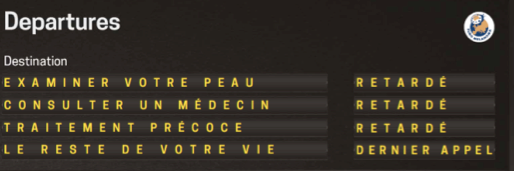 Departures
Destination
EXAMINER VOTRE PEAU RETARDÉ
CONSULTER UN MÉDECIN RETARDÉ
TRAITEMENT PRÉCOCE RETARDÉ
LE RESTE DE VOTRE VIE DERNIER APPEL